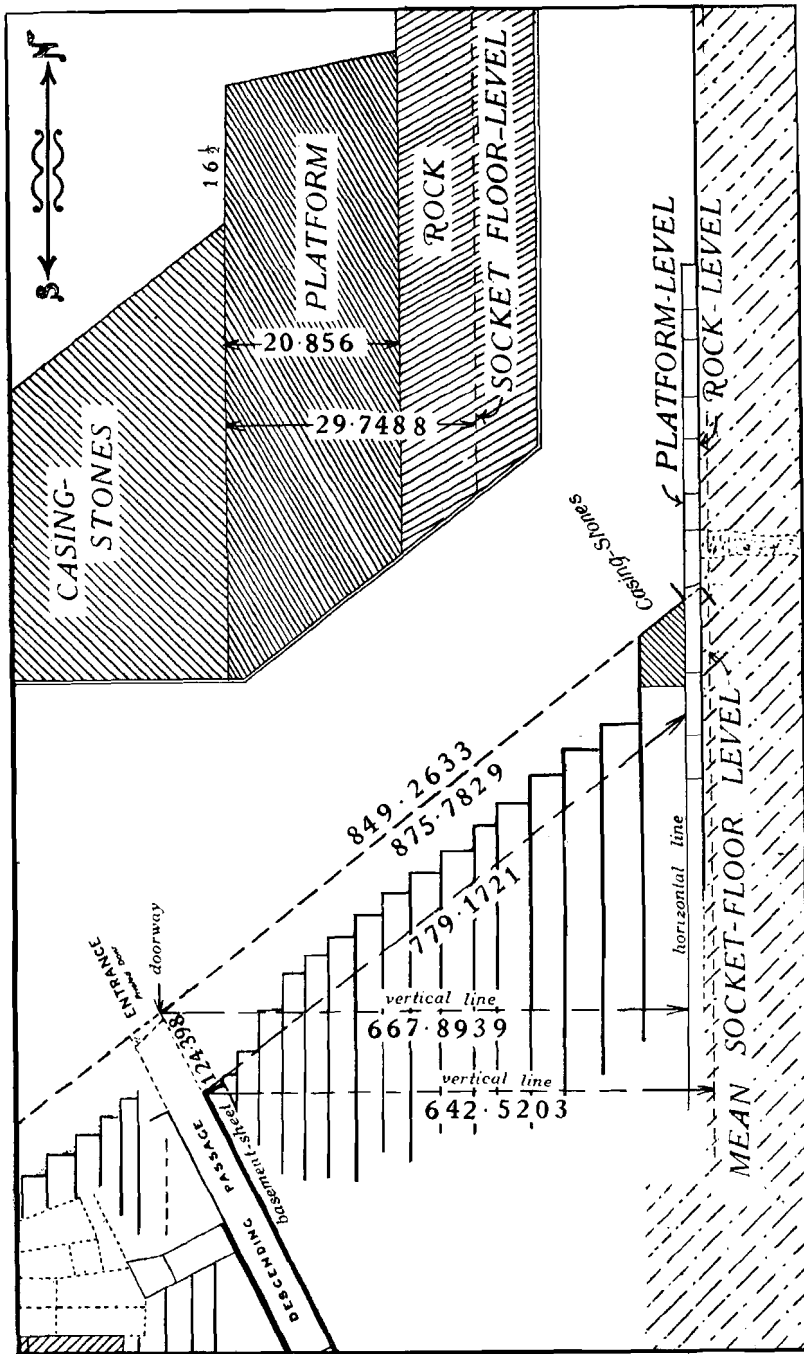 S
N
16½
CASING-
STONES
PLATFORM
ROCK
SOCKET FLOOR-LEVEL
20·856
29·7488
PLATFORM-LEVEL
ROCK-LEVEL
Casing-Stones
849·2633
875·7829
779·1721
ENTRANCE
doorway
124·398
basement-sheet
DESCENDING PASSAGE
vertical line
667·8939
vertical line
642·5203
horizontal line
MEAN SOCKET-FLOOR LEVEL